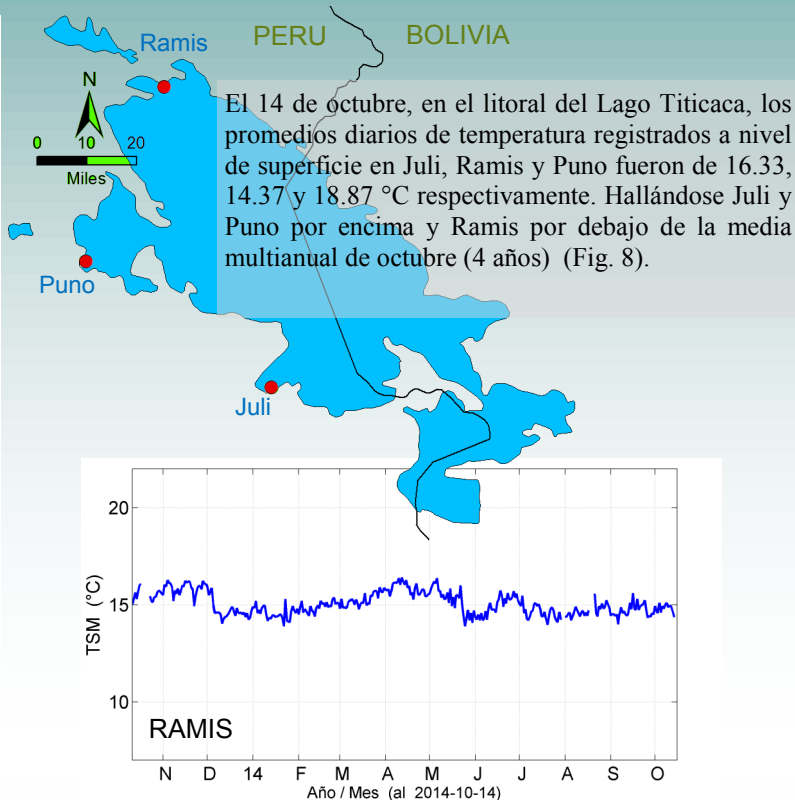 Ramis
PERU
BOLIVIA
N
0 10 20
Miles
El 14 de octubre, en el litoral del Lago Titicaca, los
promedios diarios de temperatura registrados a nivel
de superficie en Juli, Ramis y Puno fueron de 16.33,
14.37 y 18.87 °C respectivamente. Hallándose Juli y
Puno por encima y Ramis por debajo de la media
multianual de octubre (4 años) (Fig. 8).
Puno
Juli
20
15
10
TSM (°C)
RAMIS
N D 14 F M A M J J A S O
Año / Mes (al 2014-10-14)